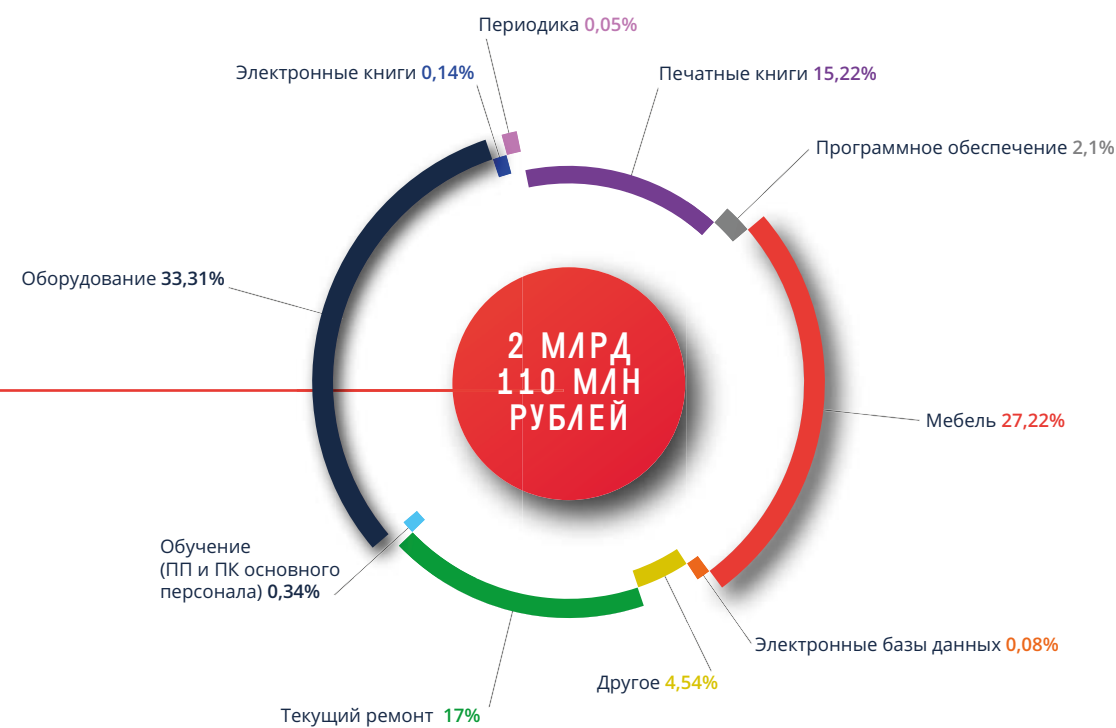 Периодика 0,05%
Электронные книги 0,14%
Печатные книги 15,22%
Программное обеспечение 2,1%
Оборудование 33,31%
2 МЛРД
110 МЛН
РУБЛЕЙ
Мебель 27,22%
Обучение
(ПП и ПК основного
персонала) 0,34%
Электронные базы данных 0,08%
Другое 4,54%
Текущий ремонт 17%